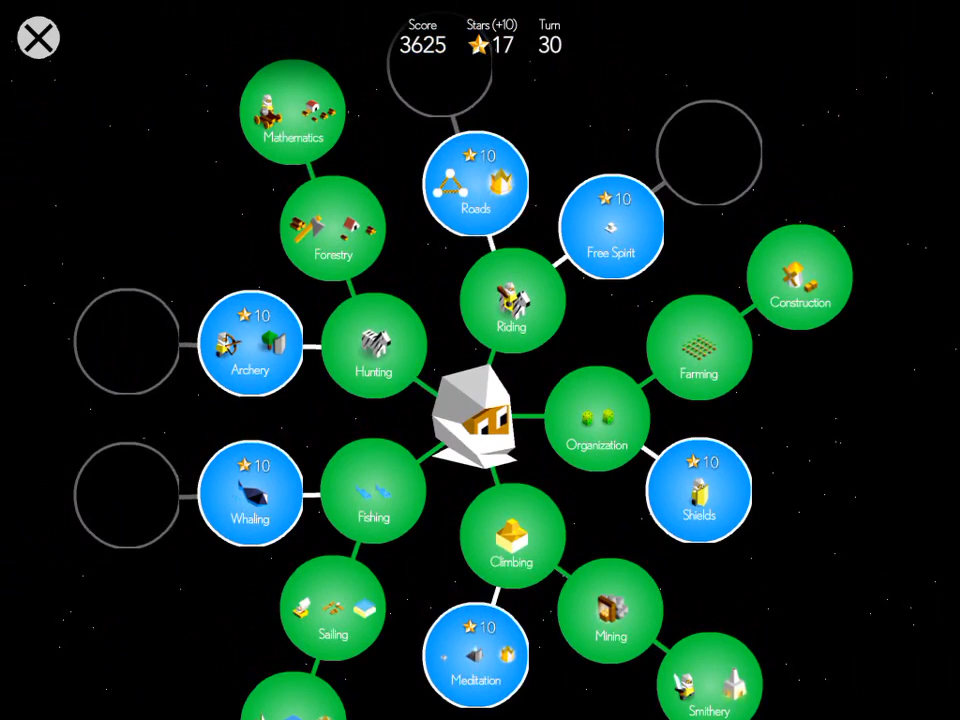 Score
Stars (+10)
Turn
3625
17
30
Mathematics
10
Roads
10
Free Spirit
Forestry
Riding
Construction
10
Archery
Hunting
Farming
Organization
10
Whaling
Fishing
10
Shields
Climbing
Sailing
Mining
10
Meditation
Smithery